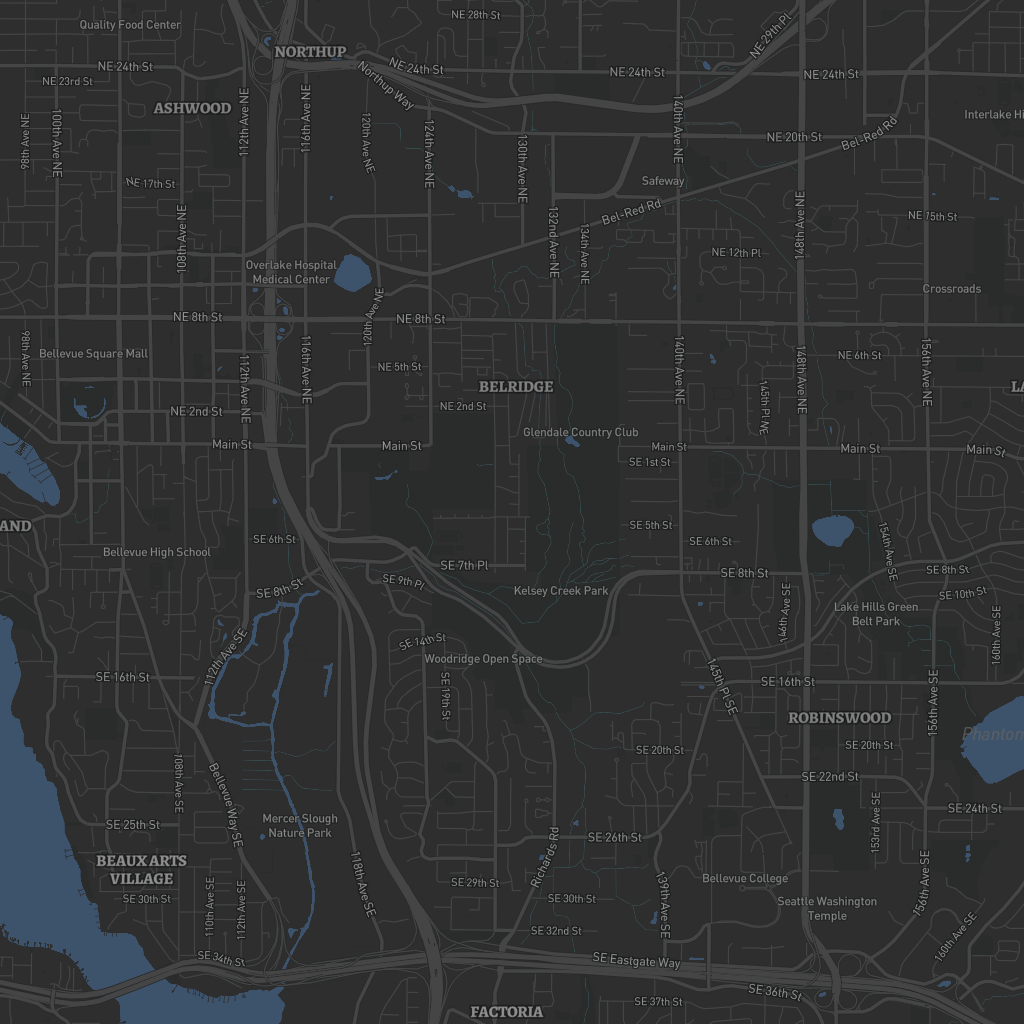 NE 28th St
NE 29th Pl
Quality Food Center
NORTHUP
NE 24th St
NE 24th St
NE 24th St
NE 24th St
NE 23rd St
Northup Way
ASHWOOD
98th Ave NE
100th Ave NE
112th Ave NE
116th Ave NE
120th Ave NE
124th Ave NE
130th Ave NE
140th Ave NE
NE 20th St
Bel-Red Rd
Interlake Hi
NE 17th St
Safeway
108th Ave NE
Bel-Red Rd
132nd Ave NE
134th Ave NE
148th Ave NE
NE 15th St
NE 12th Pl
Overlake Hospital
Medical Center
Crossroads
120th Ave NE
NE 8th St
NE 8th St
98th Ave NE
Bellevue Square Mall
112th Ave NE
116th Ave NE
NE 5th St
140th Ave NE
148th Ave NE
NE 6th St
156th Ave NE
BELRIDGE
LA
145th Pl NE
NE 2nd St
NE 2nd St
Glendale Country Club
Main St
Main St
Main St
Main St
Main St
SE 1st St
AND
SE 5th St
SE 6th St
SE 6th St
154th Ave SE
Bellevue High School
SE 7th Pl
SE 8th St
SE 8th St
SE 9th Pl
SE 8th St
Kelsey Creek Park
SE 10th St
146th Ave SE
Lake Hills Green
Belt Park
160th Ave SE
112th Ave SE
SE 14th St
Woodridge Open Space
SE 16th St
SE 19th St
145th Pl SE
SE 16th St
156th Ave SE
ROBINSWOOD
Phantom
SE 20th St
SE 20th St
108th Ave SE
Bellevue Way SE
SE 22nd St
SE 24th St
SE 25th St
Mercer Slough
Nature Park
153rd Ave SE
SE 26th St
Richards Rd
BEAUX ARTS
VILLAGE
118th Ave SE
SE 29th St
139th Ave SE
Bellevue College
156th Ave SE
SE 30th St
110th Ave SE
112th Ave SE
SE 30th St
Seattle Washington
Temple
SE 32nd St
160th Ave SE
SE 34th St
SE Eastgate Way
SE 36th St
SE 37th St
FACTORIA